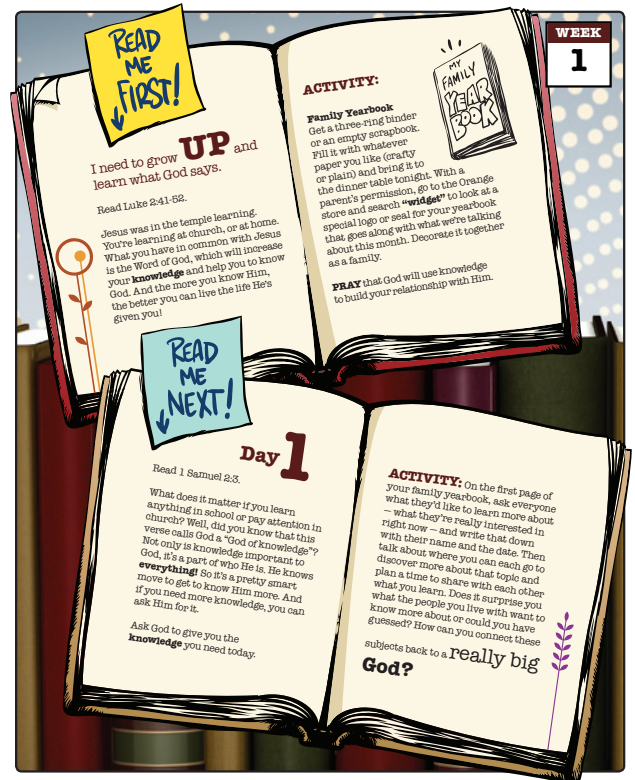 READ
ME
FIRST!
WEEK
1
I need to grow UP and
learn what God says.
Read Luke 2:41-52.
Jesus was in the temple learning.
You're learning at church, or at home.
What you have in common with Jesus
is the Word of God, which will increase
your knowledge and help you to know
God. And the more you know Him,
the better you can live the life He's
given you!
ACTIVITY:
Family Yearbook
Get a three-ring binder
or an empty scrapbook.
Fill it with whatever
paper you like (crafty
or plain) and bring it to
the dinner table tonight. With a
parent's permission, go to the Orange
store and search "widget" to look at a
special logo or seal for your yearbook
that goes along with what we're talking
about this month. Decorate it together
as a family.
PRAY that God will use knowledge
to build your relationship with Him.
MY
FAMILY
YEAR
BOOK
READ
ME
NEXT!
Day 1
Read 1 Samuel 2:3.
What does it matter if you learn
anything in school or pay attention in
church? Well, did you know that this
verse calls God a "God of knowledge"?
Not only is knowledge important to
God, it's a part of who He is. He knows
everything! So it's a pretty smart
move to get to know Him more. And
if you need more knowledge, you can
ask Him for it.
Ask God to give you the
knowledge you need today.
ACTIVITY: On the first page of
your family yearbook, ask everyone
what they'd like to learn more about
— what they're really interested in
right now — and write that down
with their name and the date. Then
talk about where you can each go to
discover more about that topic and
plan a time to share with each other
what you learn. Does it surprise you
what the people you live with want to
know more about or could you have
guessed? How can you connect these
subjects back to a really big
God?